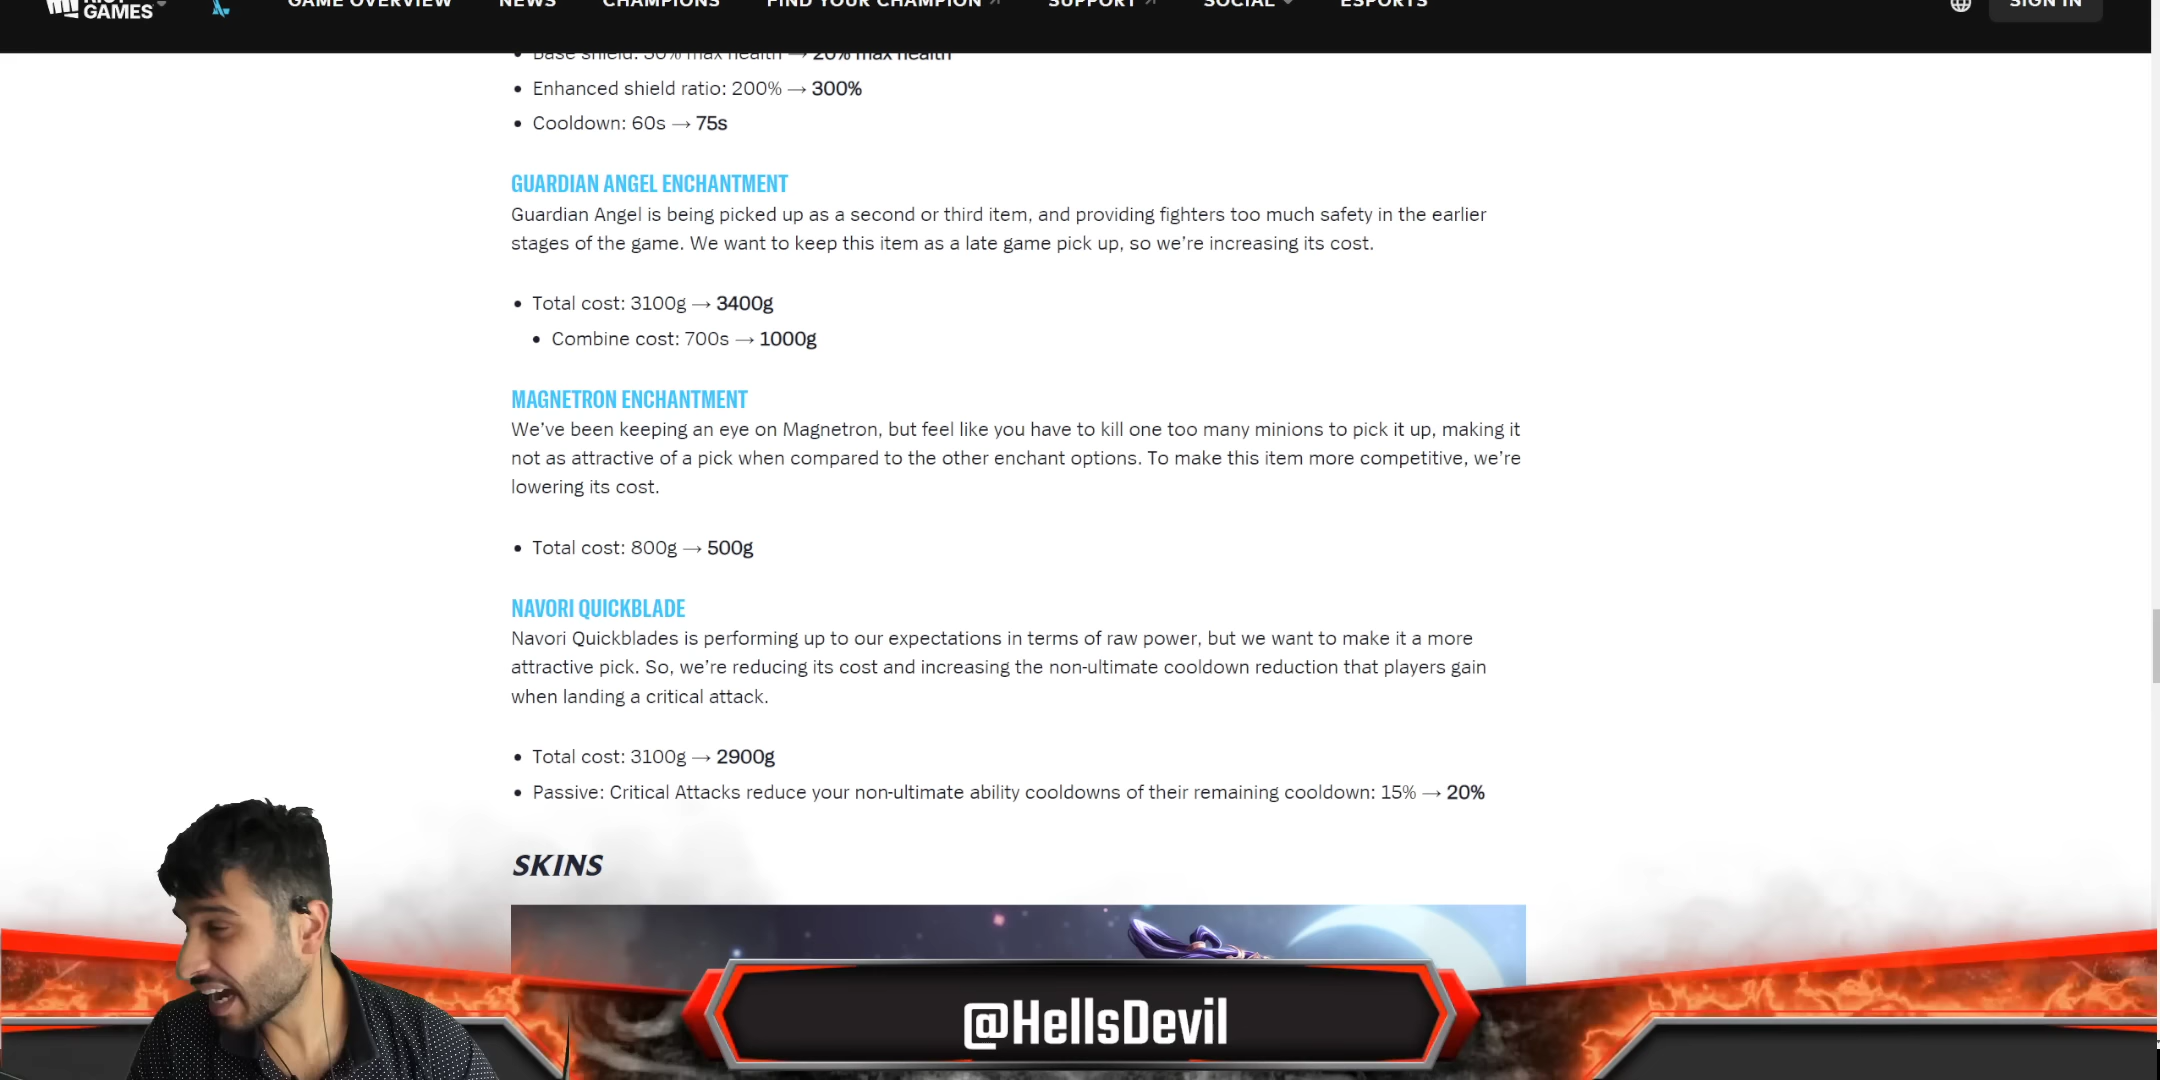 RIOT
GAMES
GAME OVERVIEW
NEWS
CHAMPIONS
FIND YOUR CHAMPION
SUPPORT
SOCIAL
ESPORTS
SIGN IN
• Base shield: 30% max health → 20% max health
• Enhanced shield ratio: 200% → 300%
• Cooldown: 60s → 75s
GUARDIAN ANGEL ENCHANTMENT
Guardian Angel is being picked up as a second or third item, and providing fighters too much safety in the earlier
stages of the game. We want to keep this item as a late game pick up, so we’re increasing its cost.
• Total cost: 3100g → 3400g
• Combine cost: 700s → 1000g
MAGNETRON ENCHANTMENT
We’ve been keeping an eye on Magnetron, but feel like you have to kill one too many minions to pick it up, making it
not as attractive of a pick when compared to the other enchant options. To make this item more competitive, we’re
lowering its cost.
• Total cost: 800g → 500g
NAVORI QUICKBLADE
Navori Quickblades is performing up to our expectations in terms of raw power, but we want to make it a more
attractive pick. So, we’re reducing its cost and increasing the non-ultimate cooldown reduction that players gain
when landing a critical attack.
• Total cost: 3100g → 2900g
• Passive: Critical Attacks reduce your non-ultimate ability cooldowns of their remaining cooldown: 15% → 20%
SKINS
@HellsDevil